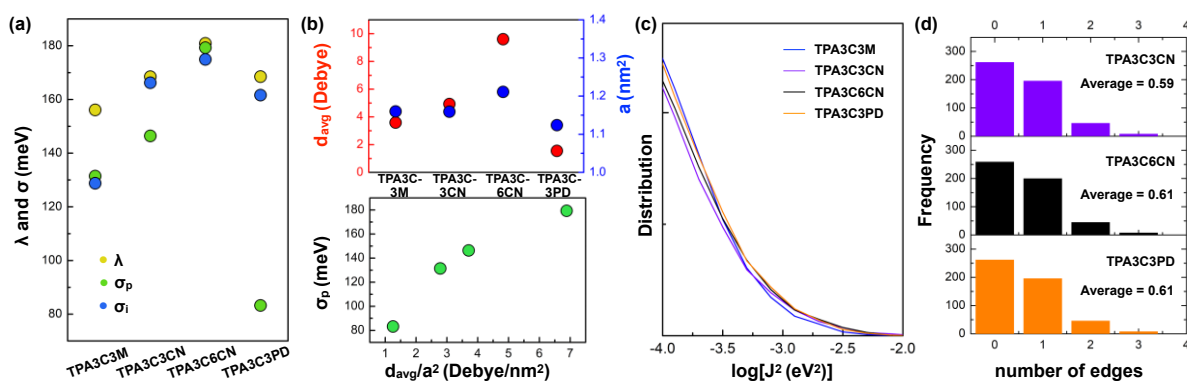 (a)
λ and σ (meV)
180
160
140
120
100
80
λ
σp
σi
TPA3C3M
TPA3C3CN
TPA3C6CN
TPA3C3PD
(b)
davg (Debye)
10
8
6
4
2
0
1.4
1.3
1.2
1.1
1.0
a (nm²)
TPA3C-
3M
TPA3C-
3CN
TPA3C-
6CN
TPA3C-
3PD
σp (meV)
180
160
140
120
100
80
1 2 3 4 5 6 7
davg/a² (Debye/nm²)
(c)
Distribution
TPA3C3M
TPA3C3CN
TPA3C6CN
TPA3C3PD
-4.0 -3.5 -3.0 -2.5 -2.0
log[J² (eV²)]
(d)
0 1 2 3 4
Frequency
300
200
100
0
TPA3C3CN
Average = 0.59
300
200
100
0
TPA3C6CN
Average = 0.61
300
200
100
0
TPA3C3PD
Average = 0.61
0 1 2 3 4
number of edges